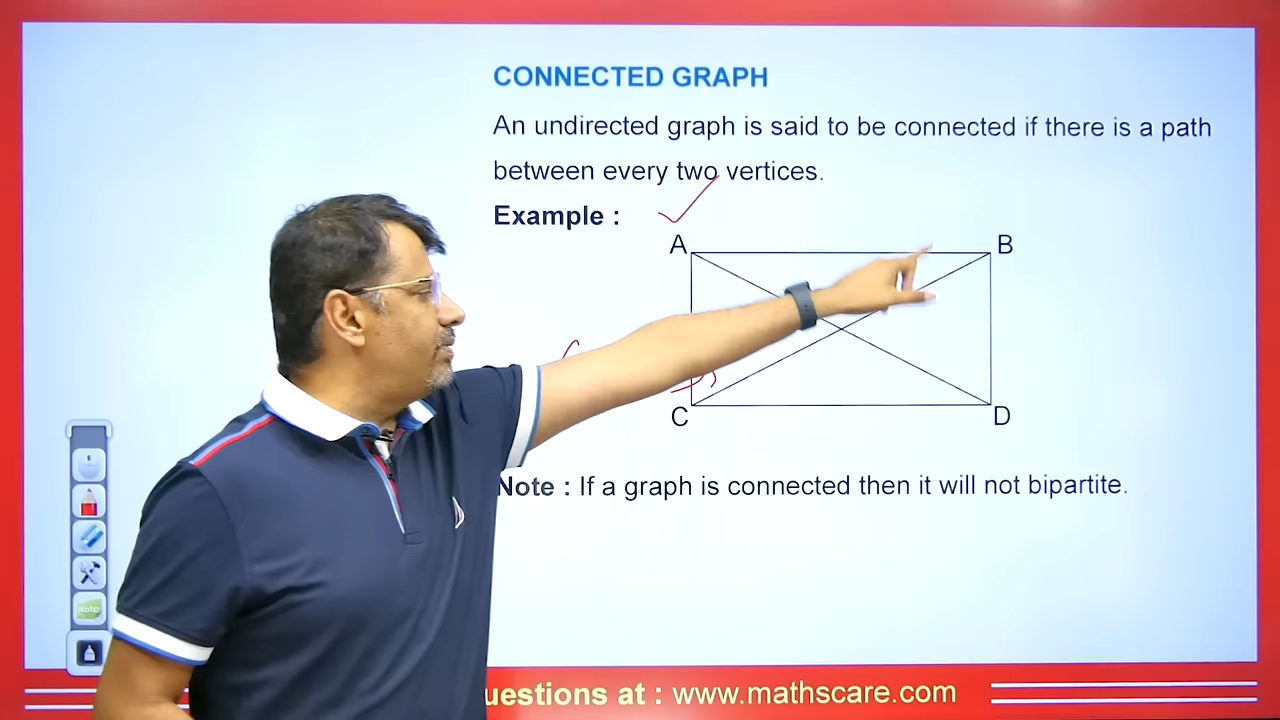 CONNECTED GRAPH
An undirected graph is said to be connected if there is a path
between every two vertices.
Example :
A B
C D
Note : If a graph is connected then it will not bipartite.
Note
at : www.mathscare.com